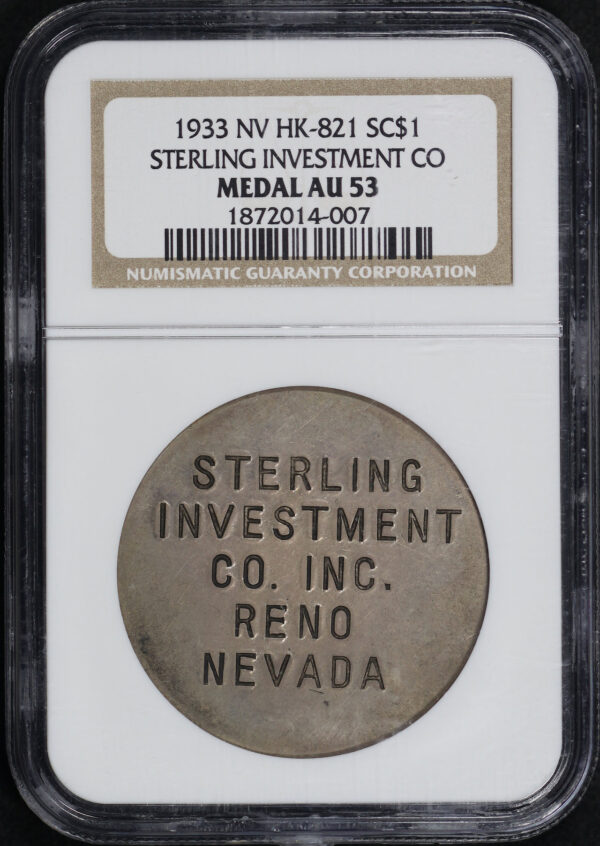 1933 NV HK-821 SC$1
STERLING INVESTMENT CO
MEDAL AU 53
1872014-007
NUMISMATIC GUARANTY CORPORATION
STERLING
INVESTMENT
CO. INC.
RENO
NEVADA